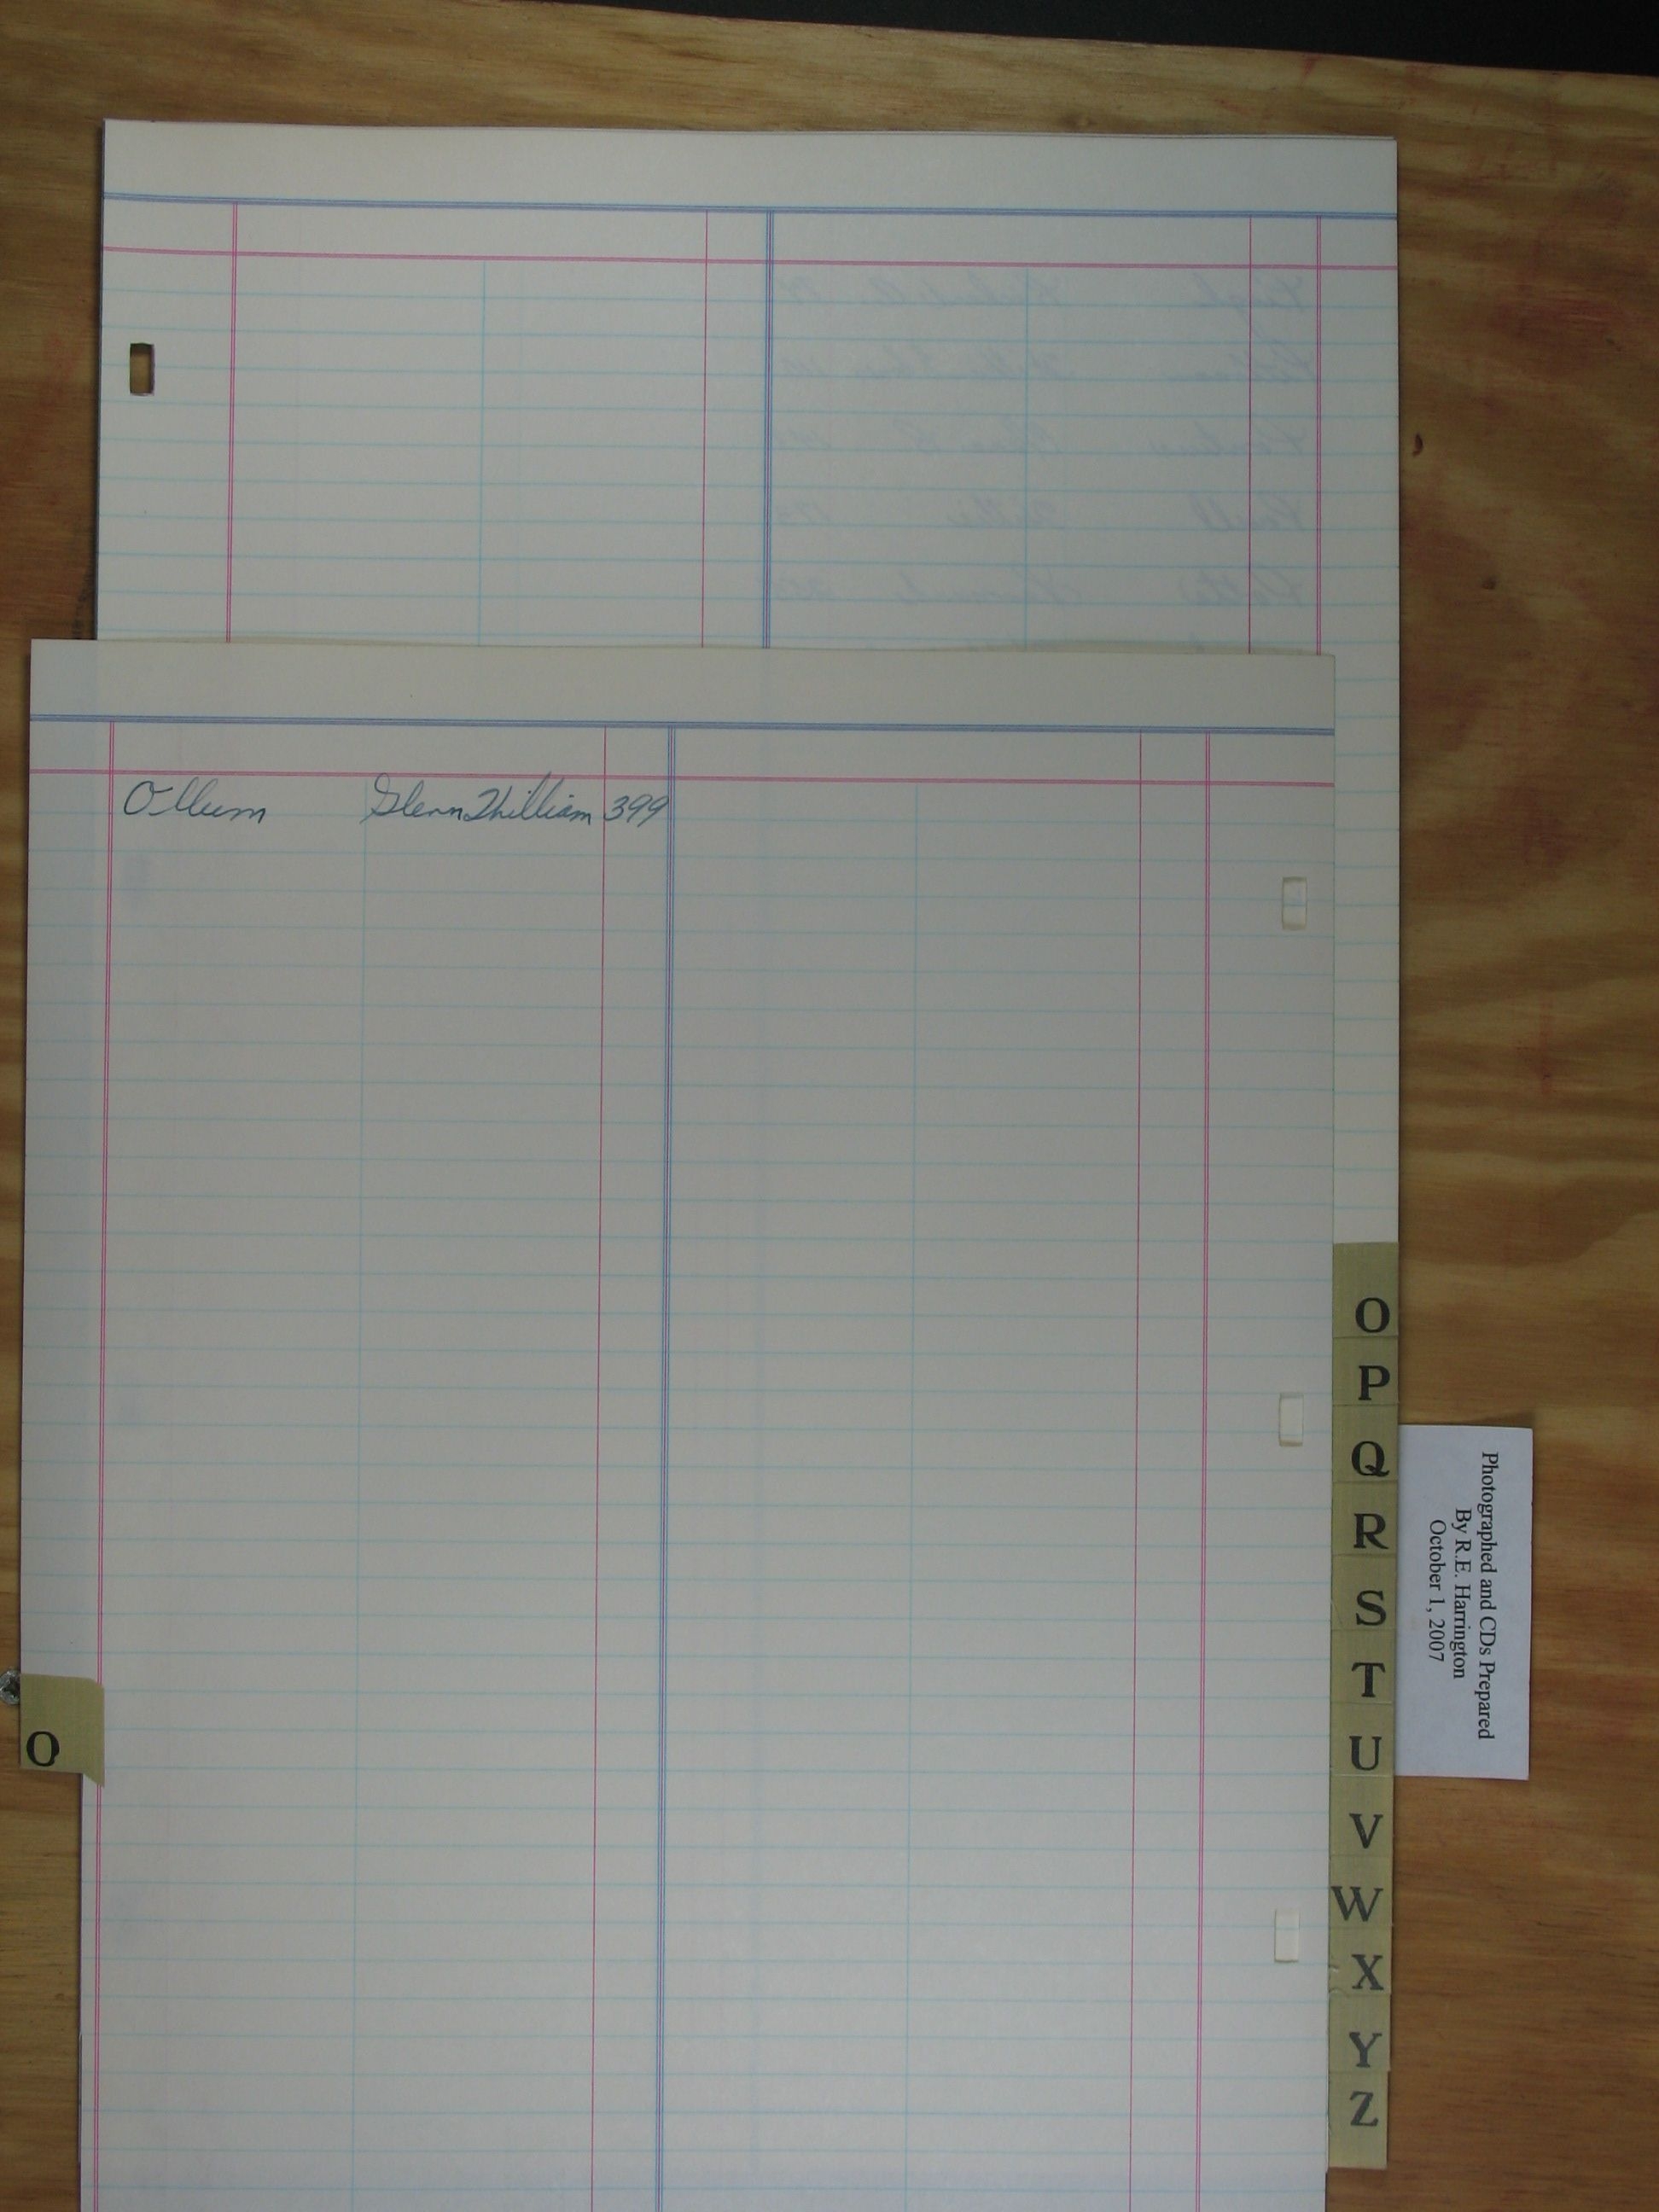 Ollum Glenn William 399
O
P
Q
R
S
T
U
V
W
X
Y
Z
Photographed and CDs Prepared
By R.E. Harrington
October 1, 2007
O